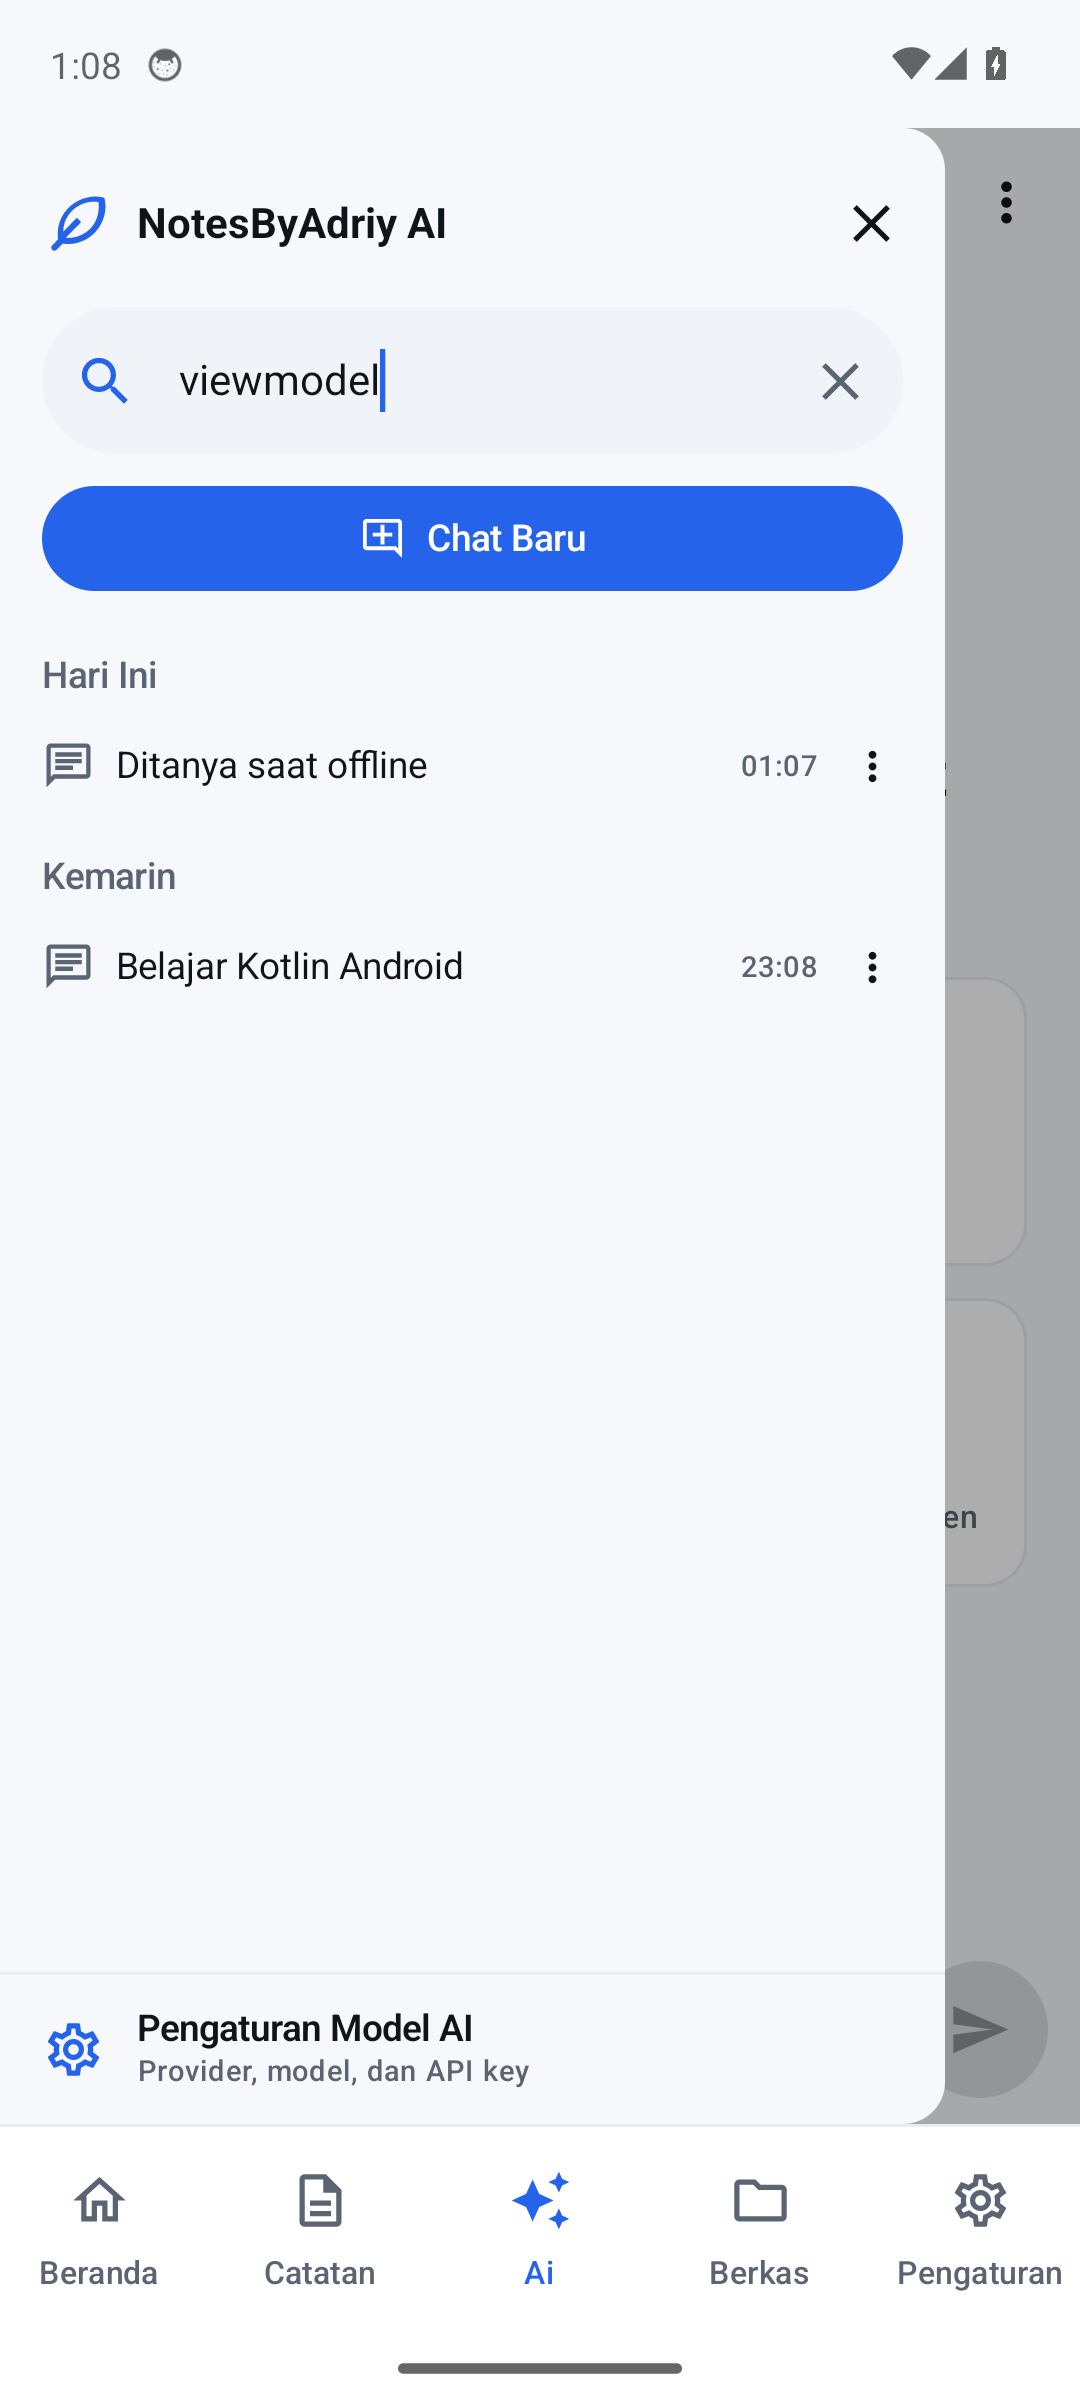 1:08
NotesByAdriy AI
viewmodel
Chat Baru
Hari Ini
Ditanya saat offline 01:07
Kemarin
Belajar Kotlin Android 23:08
en
Pengaturan Model AI
Provider, model, dan API key
Beranda Catatan Ai Berkas Pengaturan